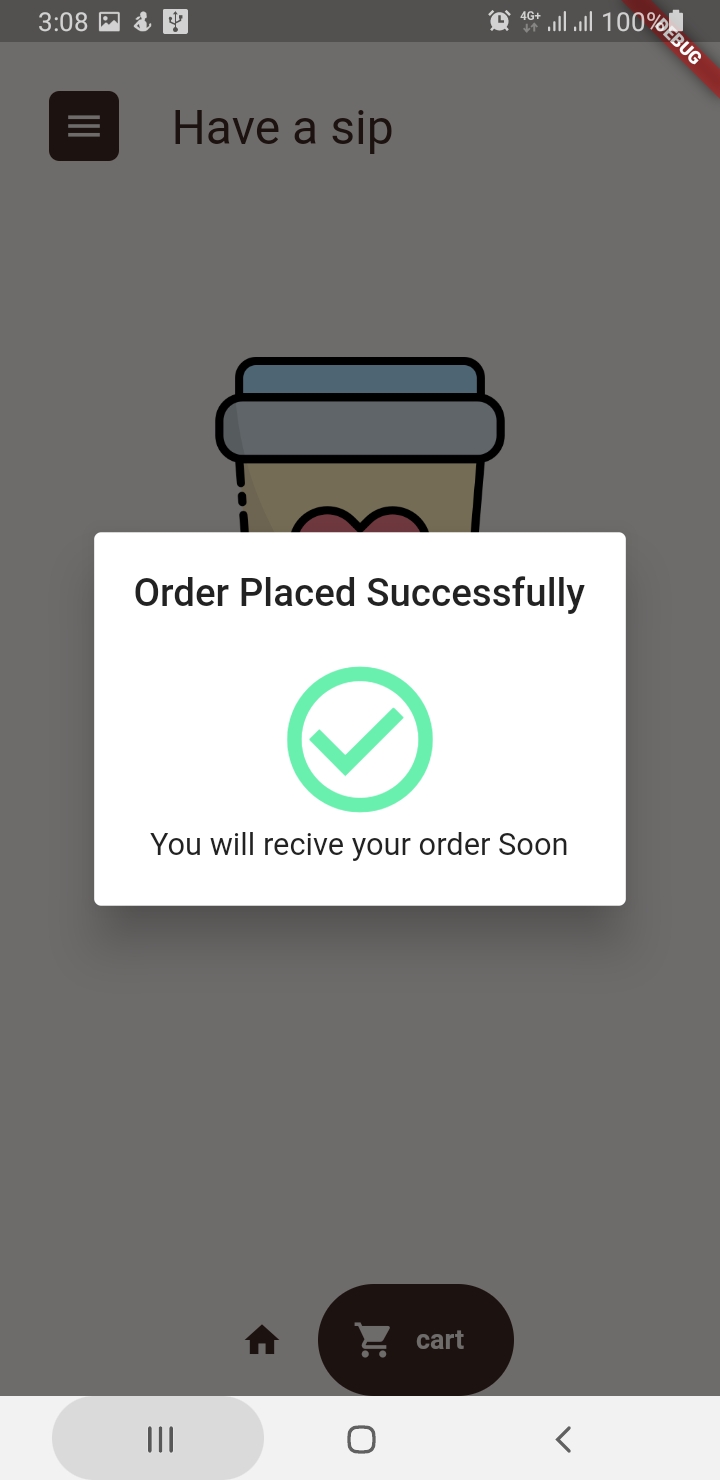 3:08
4G+
100%
DEBUG
Have a sip
Order Placed Successfully
You will recive your order Soon
cart